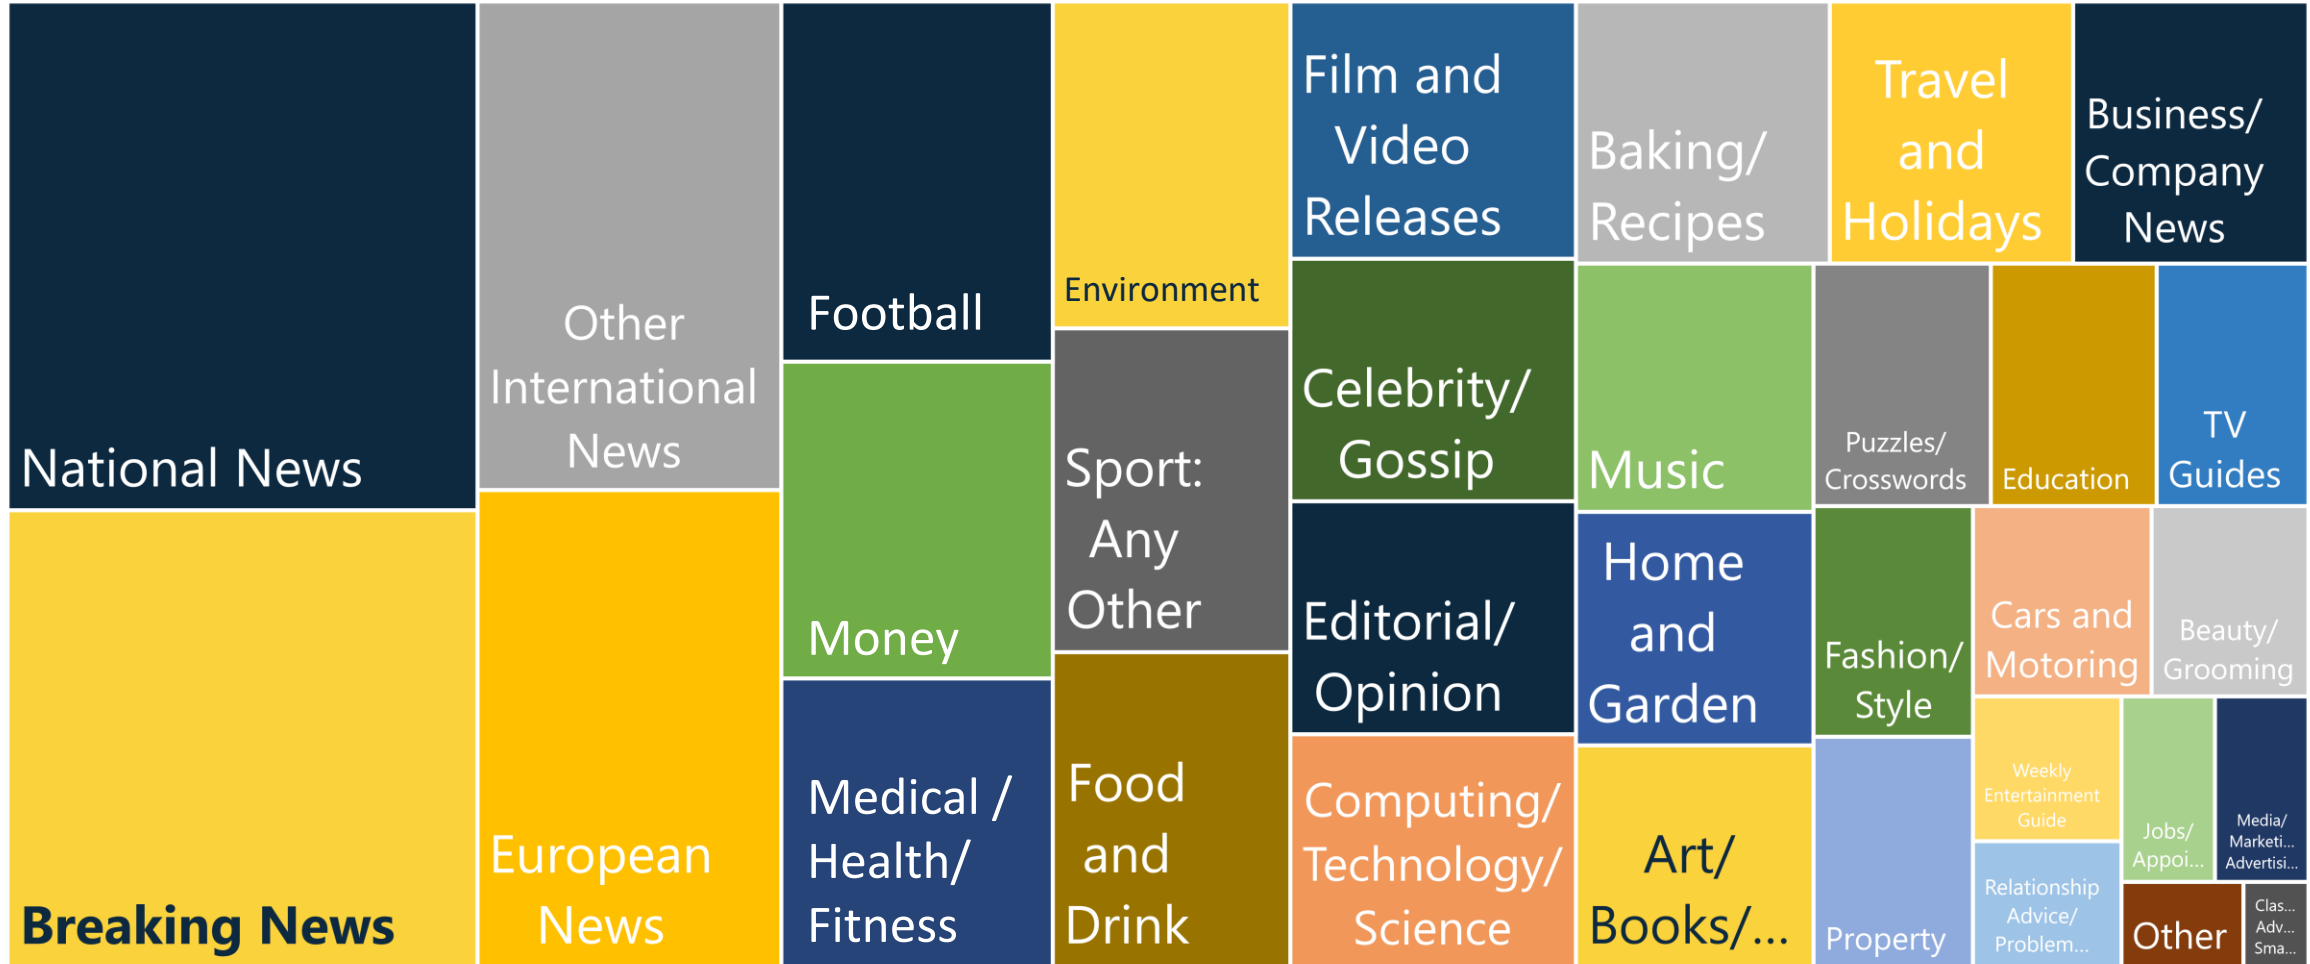 National News
Breaking News
Other
International
News
European
News
Football
Money
Medical /
Health/
Fitness
Environment
Sport:
Any
Other
Food
and
Drink
Film and
Video
Releases
Celebrity/
Gossip
Editorial/
Opinion
Computing/
Technology/
Science
Baking/
Recipes
Travel
and
Holidays
Business/
Company
News
Music
Home
and
Garden
Art/
Books/...
Puzzles/
Crosswords
Education
TV
Guides
Fashion/
Style
Property
Cars and
Motoring
Beauty/
Grooming
Weekly
Entertainment
Guide
Relationship
Advice/
Problem...
Jobs/
Appoi...
Media/
Marketi...
Advertisi...
Other
Clas...
Adv...
Sma...